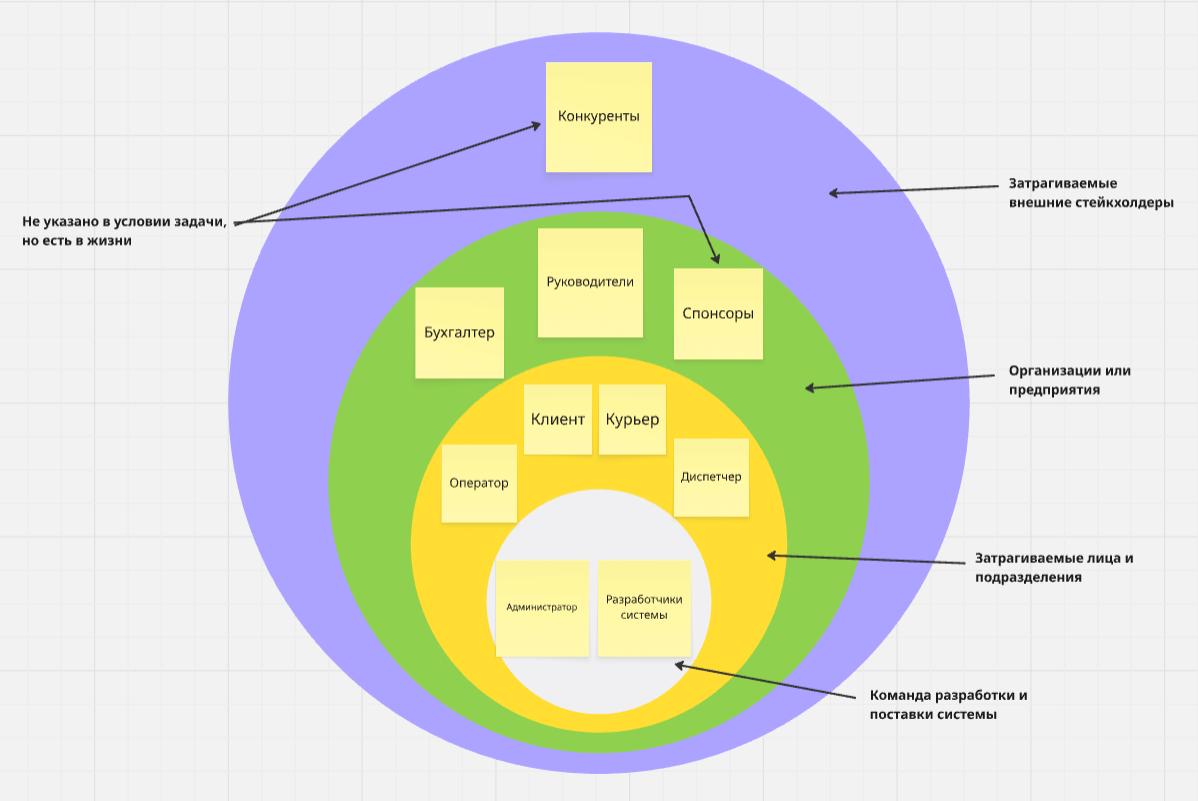 Конкуренты
Затрагиваемые
внешние стейкхолдеры
Не указано в условии задачи,
но есть в жизни
Руководители
Спонсоры
Бухгалтер
Организации или
предприятия
Клиент
Курьер
Оператор
Диспетчер
Затрагиваемые лица и
подразделения
Администратор
Разработчики
системы
Команда разработки и
поставки системы